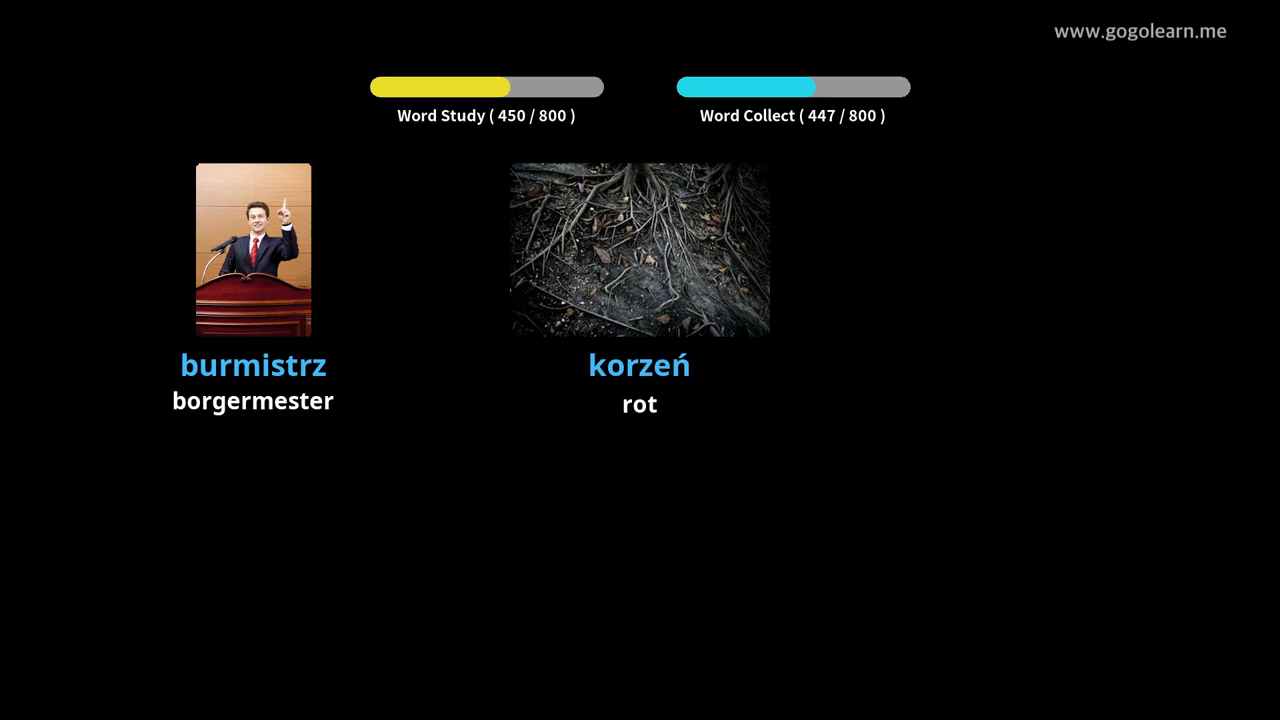 www.gogolearn.me
Word Study ( 450 / 800 )
Word Collect ( 447 / 800 )
burmistrz
borgermester
korzeń
rot